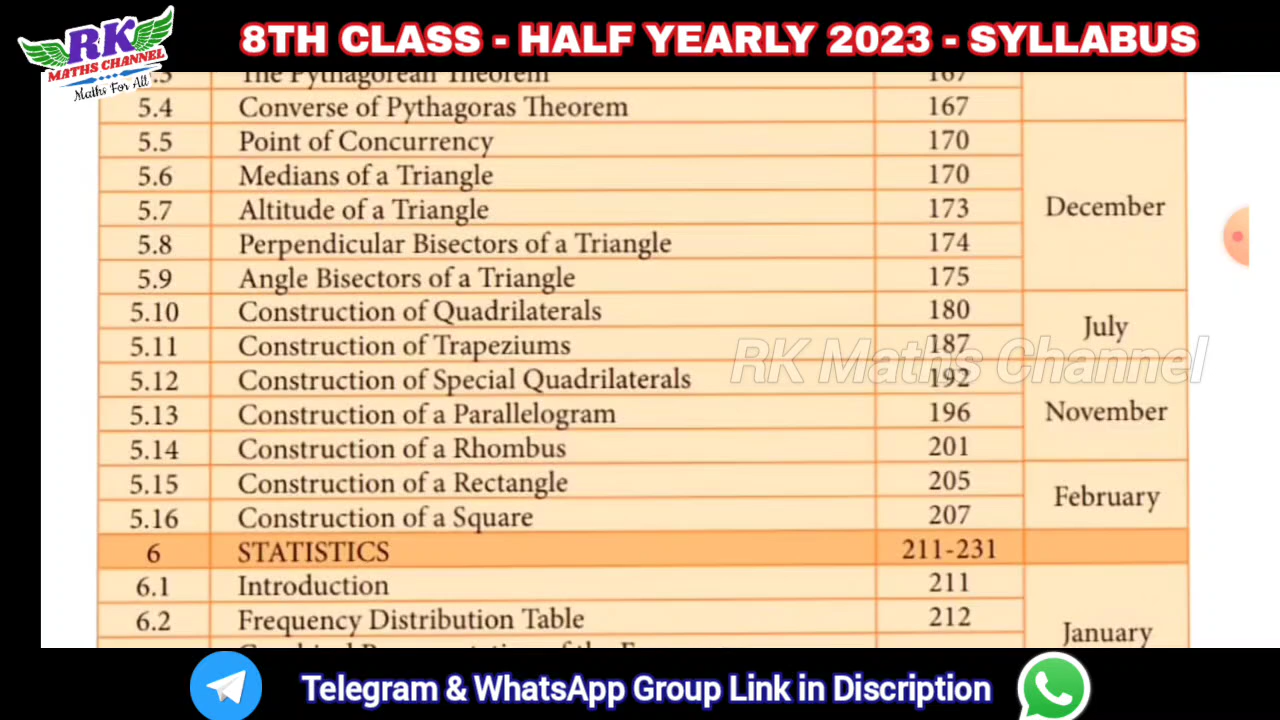 RK
MATHS CHANNEL
Maths For All
8TH CLASS - HALF YEARLY 2023 - SYLLABUS
.3 The Pythagorean Theorem 167
5.4 Converse of Pythagoras Theorem 167
5.5 Point of Concurrency 170
5.6 Medians of a Triangle 170
5.7 Altitude of a Triangle 173
December
5.8 Perpendicular Bisectors of a Triangle 174
5.9 Angle Bisectors of a Triangle 175
5.10 Construction of Quadrilaterals 180
July
5.11 Construction of Trapeziums 187
RK Maths Channel
5.12 Construction of Special Quadrilaterals 192
5.13 Construction of a Parallelogram 196
November
5.14 Construction of a Rhombus 201
5.15 Construction of a Rectangle 205
February
5.16 Construction of a Square 207
6 STATISTICS 211-231
6.1 Introduction 211
6.2 Frequency Distribution Table 212
January
Telegram & WhatsApp Group Link in Discription